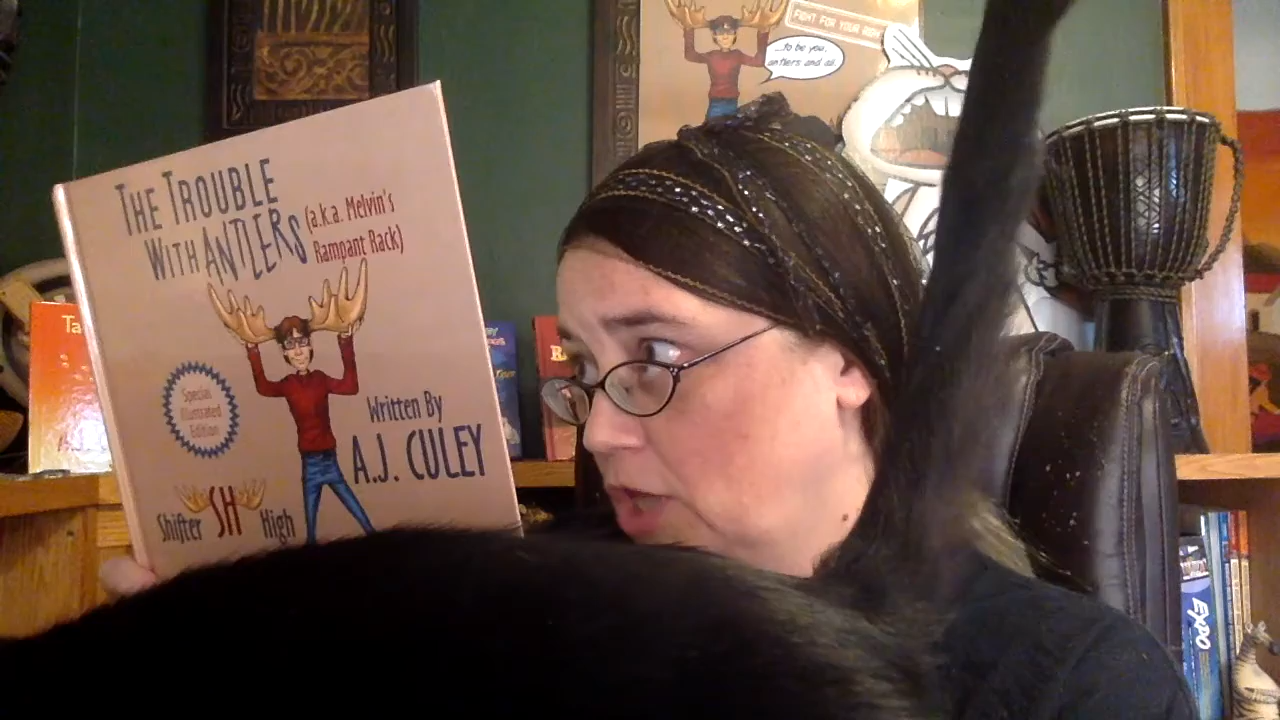 FIGHT FOR YOUR RIGHT
...to be you,
antlers and all.
THE TROUBLE
WITH ANTLERS
(a.k.a. Melvin's
Rampant Rack)
Special
Illustrated
Edition
Written By
A.J. CULEY
Shifter SH High
Ta
EXPO